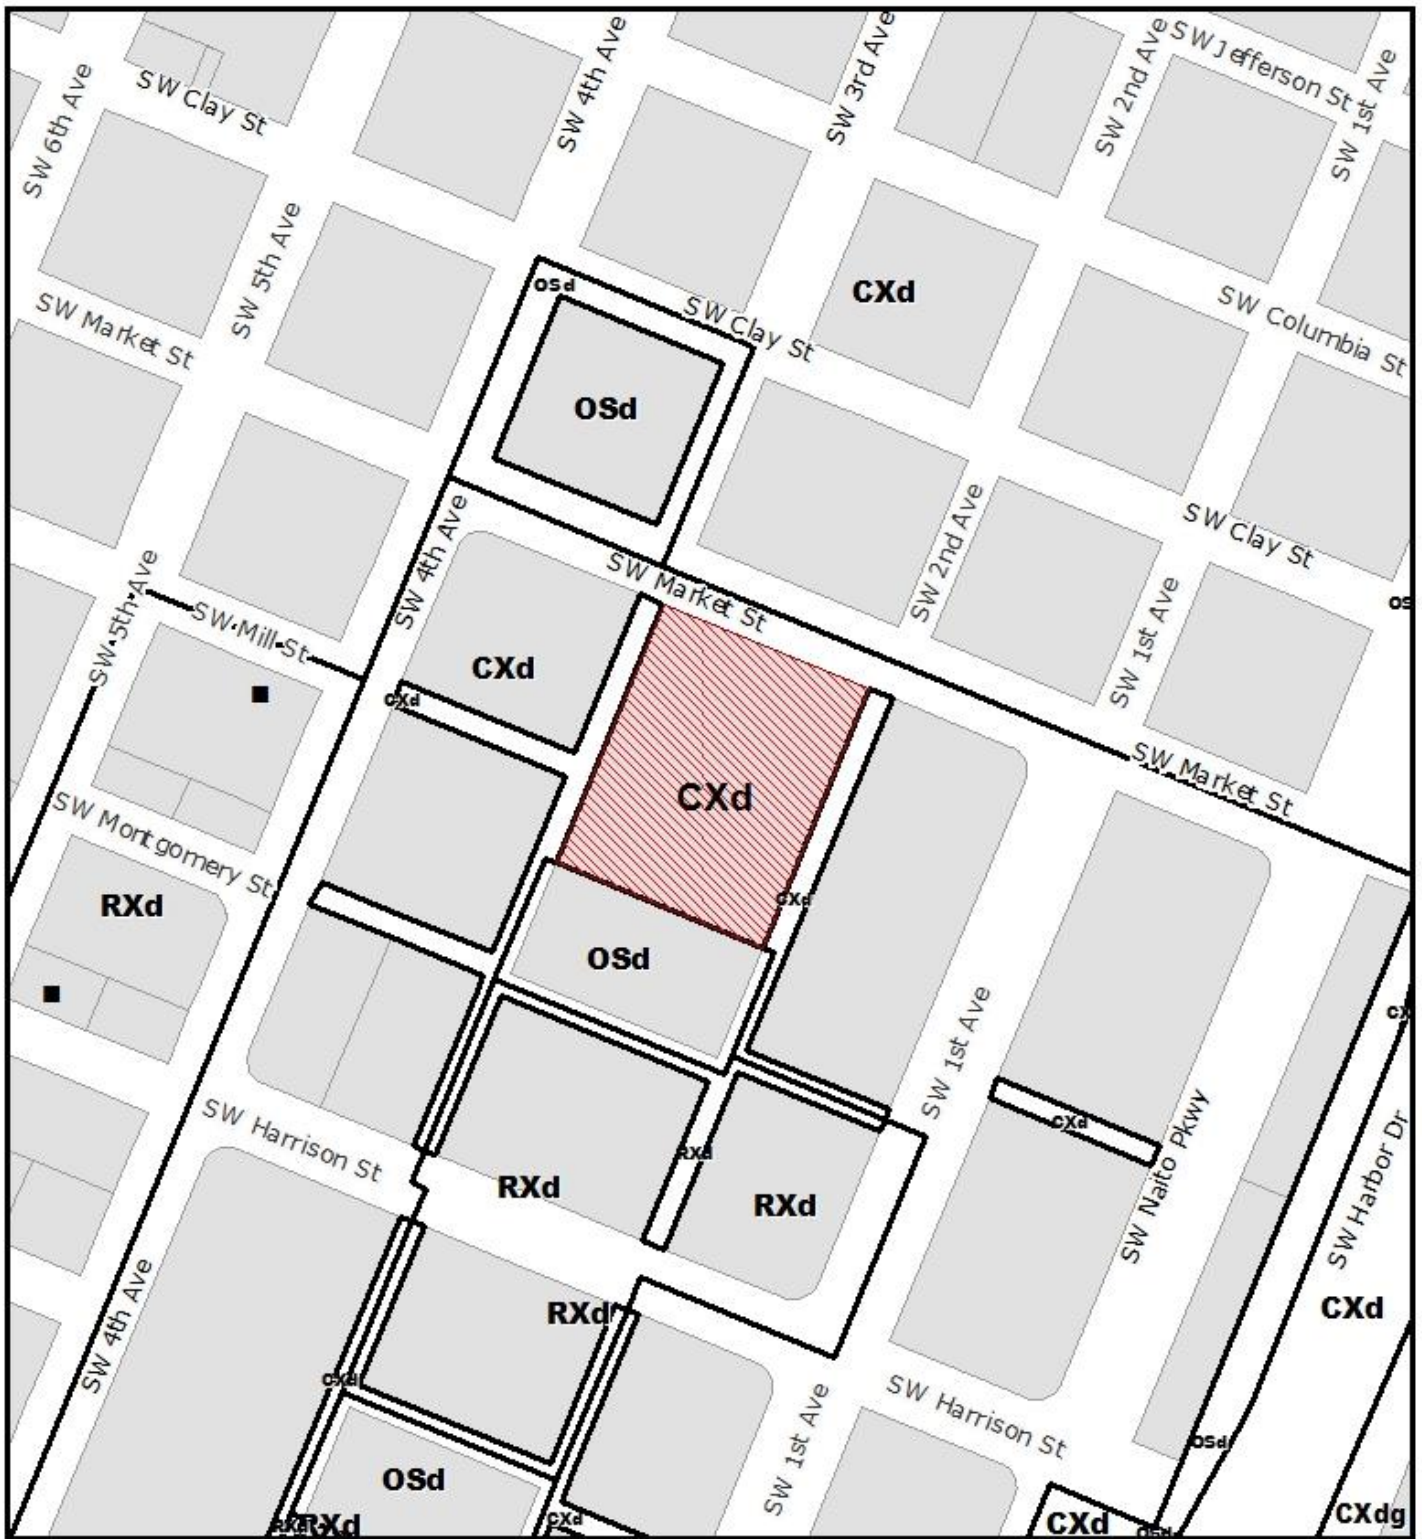 SW Jefferson St
SW 4th Ave
SW 3rd Ave
SW 2nd Ave
SW 1st Ave
SW 6th Ave
SW Clay St
SW 5th Ave
OSd
CXd
SW Clay St
SW Columbia St
SW Market St
OSd
SW 4th Ave
SW 2nd Ave
SW Clay St
SW 5th Ave
SW Market St
SW 1st Ave
SW Mill St
CXd
CXd
SW Market St
CXd
SW Montgomery St
RXd
CXd
OSd
SW 1st Ave
CXd
SW Harrison St
RXd
RXd
RXd
SW Naito Pkwy
SW Harbor Dr
SW 4th Ave
RXd
CXd
CXd
SW 1st Ave
SW Harrison St
OSd
OSd
RXd
CXd
CXd
OSd
CXdg